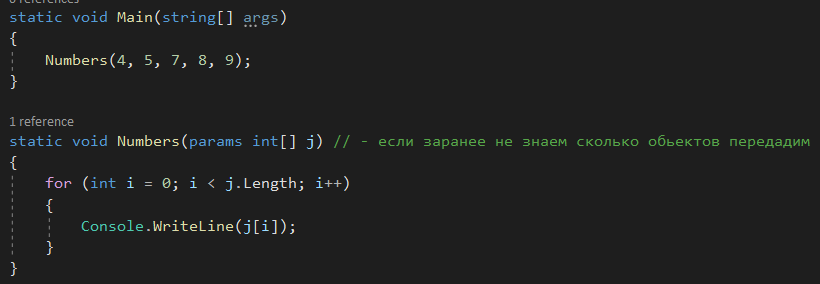 0 references
static void Main(string[] args)
{
Numbers(4, 5, 7, 8, 9);
}
1 reference
static void Numbers(params int[] j) // - если заранее не знаем сколько обьектов передадим
{
for (int i = 0; i < j.Length; i++)
{
Console.WriteLine(j[i]);
}
}